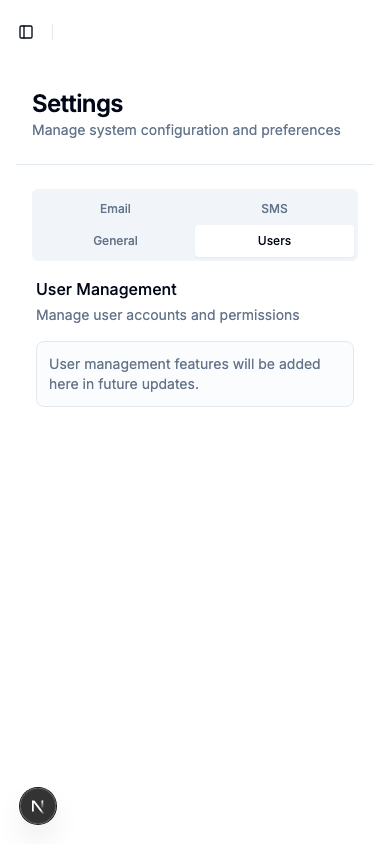 Settings
Manage system configuration and preferences
Email
SMS
General
Users
User Management
Manage user accounts and permissions
User management features will be added
here in future updates.
N